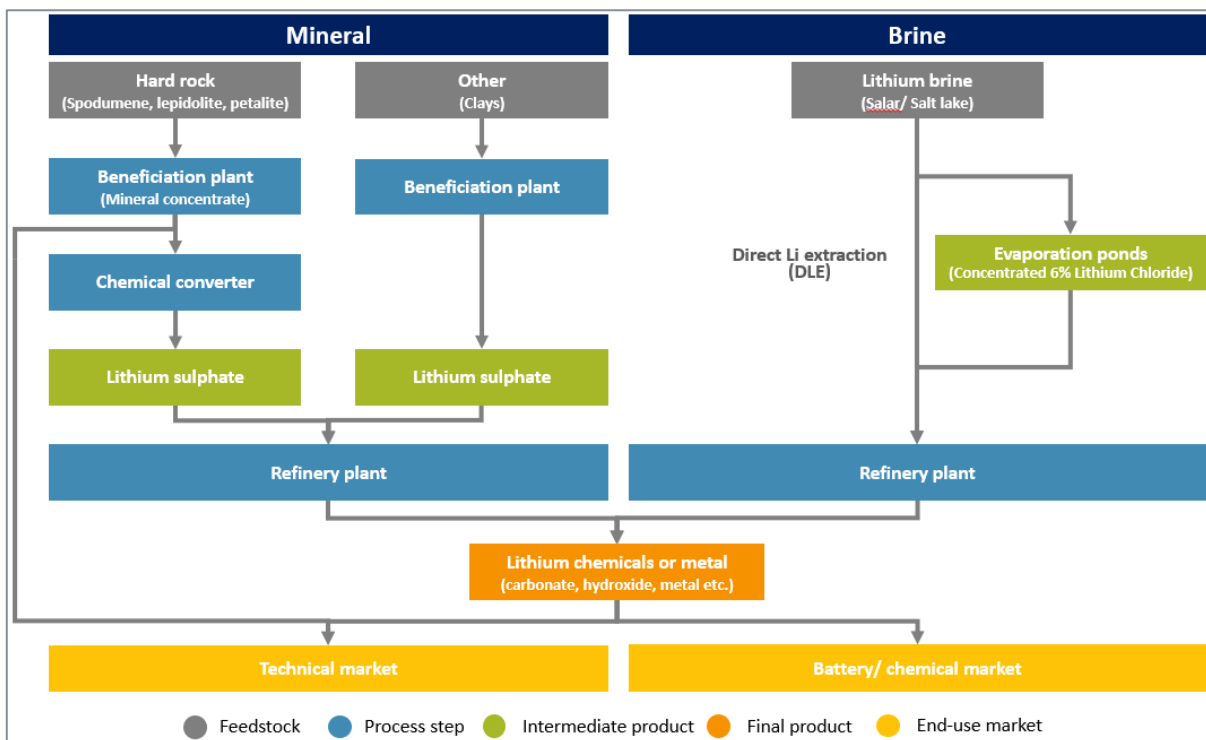 Mineral
Brine
Hard rock
(Spodumene, lepidolite, petalite)
Other
(Clays)
Lithium brine
(Salar/ Salt lake)
Beneficiation plant
(Mineral concentrate)
Beneficiation plant
Direct Li extraction
(DLE)
Evaporation ponds
(Concentrated 6% Lithium Chloride)
Chemical converter
Lithium sulphate
Lithium sulphate
Refinery plant
Refinery plant
Lithium chemicals or metal
(carbonate, hydroxide, metal etc.)
Technical market
Battery/ chemical market
Feedstock
Process step
Intermediate product
Final product
End-use market